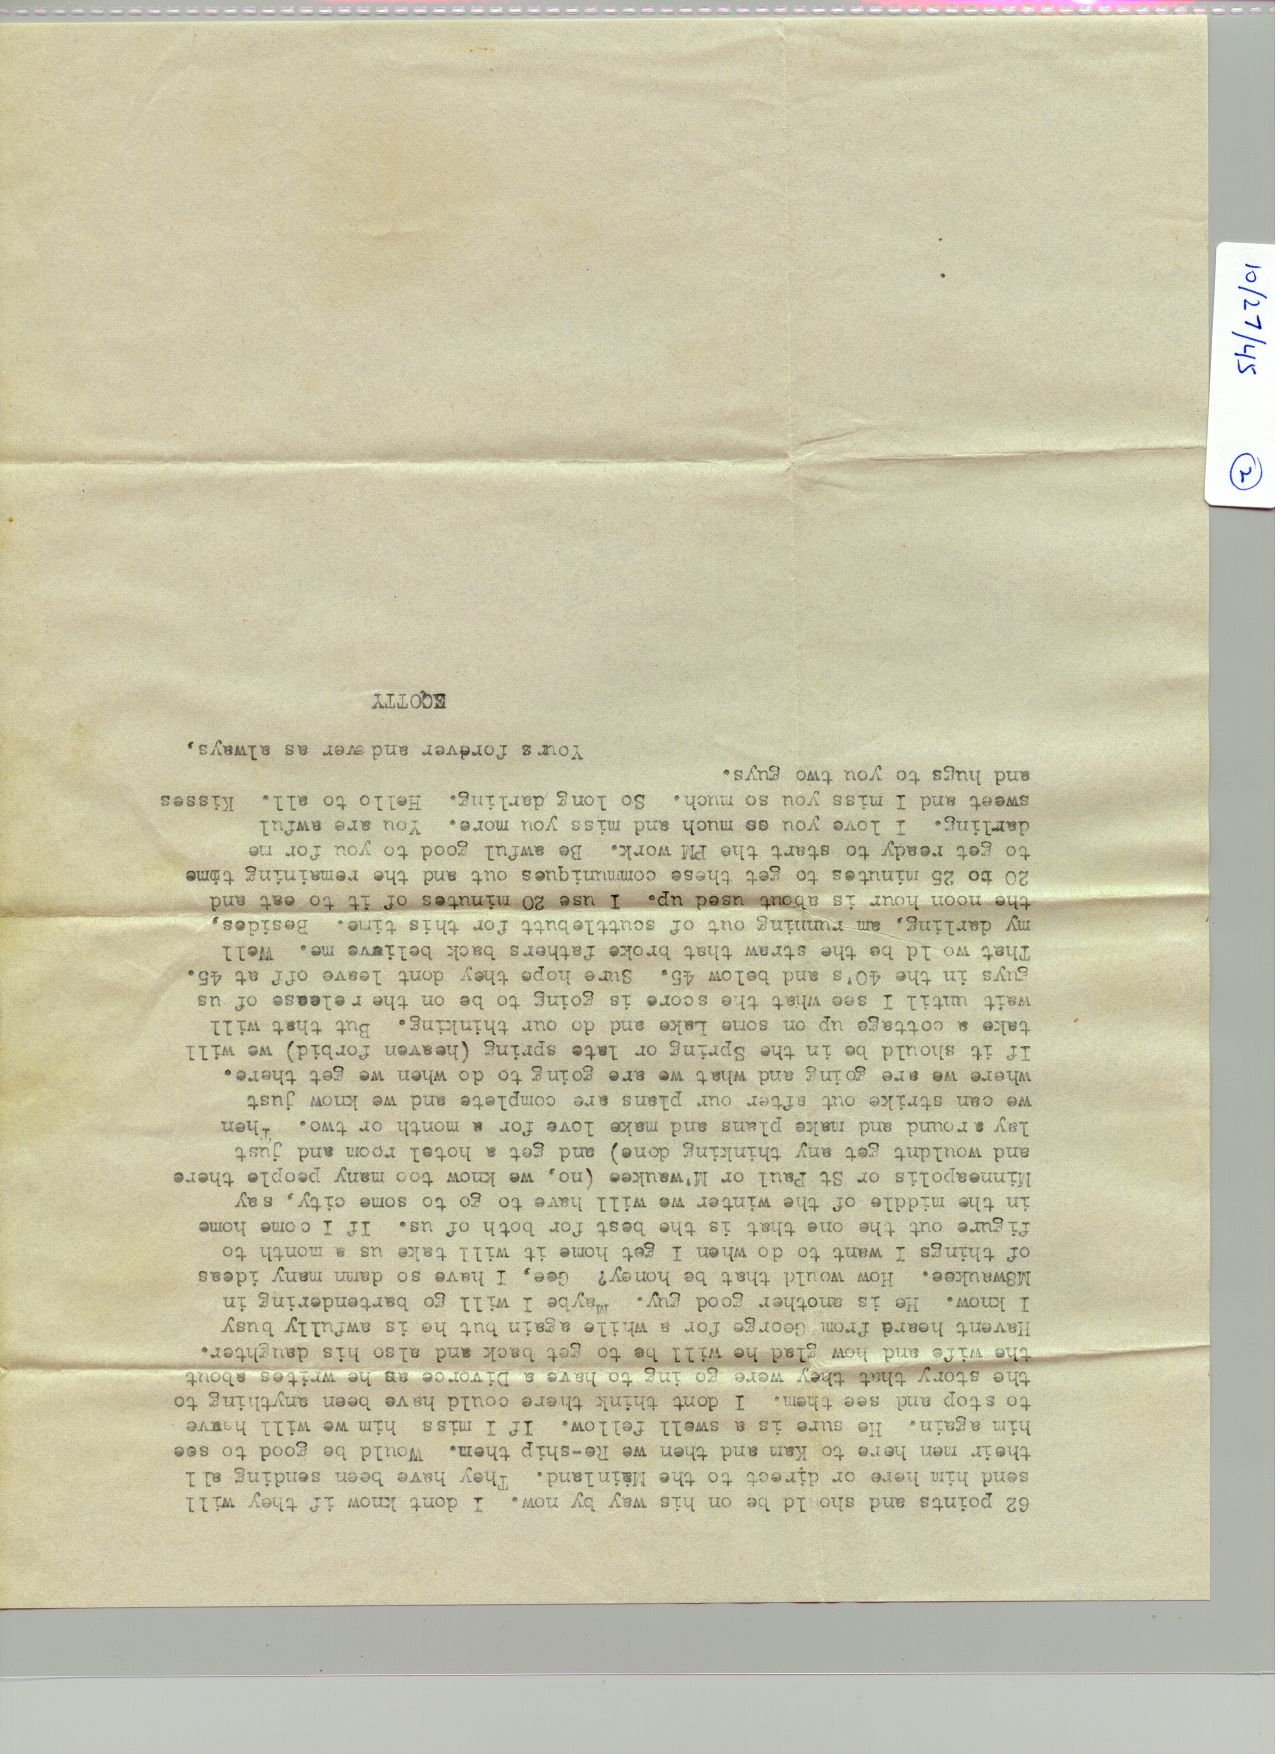 10/27/45
2
62 points and should be on his way by now.  I dont know if they will
send him here or direct to the Mainland.  They have been sending all
their men here to Kam and then we Re-ship them.  Would be good to see
him again.  He sure is a swell fellow.  If I miss  him we will have
to stop and see them.  I dont think there could have been anything to
the story that they were go ing to have a Divorce as he writes about
the wife and how glad he will be to get back and also his daughter.
Havent heard from George for a while again but he is awfully busy
I know.  He is another good guy.  Maybe I will go bartendering in
M8waukee.  How would that be honey?  Gee, I have so damn many ideas
of things I want to do when I get home it will take us a month to
figure out the one that is the best for both of us.  If I come home
in the middle of the winter we will have to go to some city, say
Minneapolis or St Paul or M'waukee (no, we know too many people there
and wouldnt get any thinking done) and get a hotel room and just
lay around and make plans and make love for a month or two.  Then
we can strike out after our plans are complete and we know just
where we are going and what we are going to do when we get there.
If it should be in the Spring or late spring (heaven forbid) we will
take a cottage up on some Lake and do our thinking.  But that will
wait until I see what the score is going to be on the release of us
guys in the 40's and below 45.  Sure hope they dont leave off at 45.
That wo ld be the straw that broke fathers back believe me.  Well
my darling, am running out of scuttlebutt for this time.  Besides,
the noon hour is about used up.  I use 20 minutes of it to eat and
20 to 25 minutes to get these communiques out and the remaining time
to get ready to start the PM work.  Be awful good to you for me
darling.  I love you so much and miss you more.  You are awful
sweet and I miss you so much.  So long darling.  Hello to all.  Kisses
and hugs to you two guys.
Yours forever and ever as always,